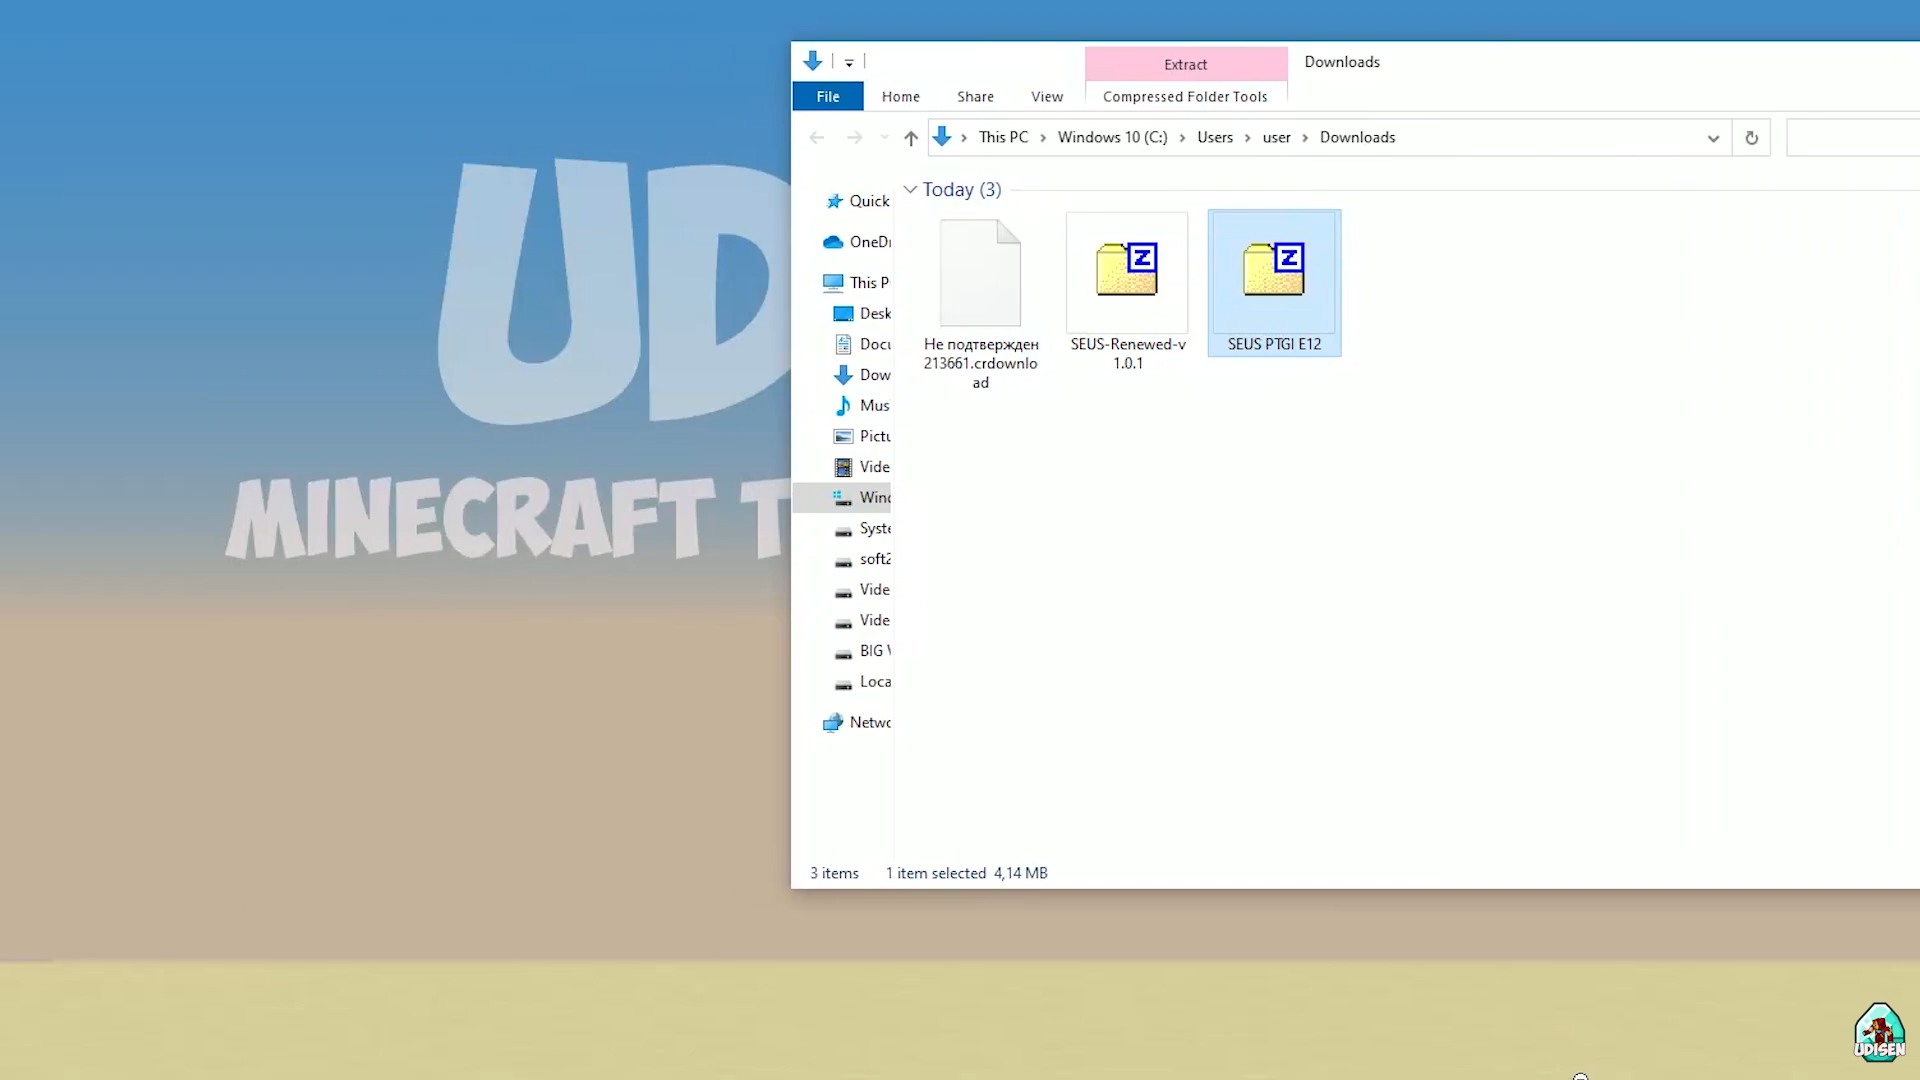 Extract
Downloads
File
Home
Share
View
Compressed Folder Tools
This PC
Windows 10 (C:)
Users
user
Downloads
Today (3)
Quick
OneDr
This P
Desk
Docu
Dow
Mus
Pictu
Vide
Wind
Syste
soft2
Vide
Vide
BIG
Loca
Netwo
Не подтвержден
213661.crdownlo
ad
SEUS-Renewed-v
1.0.1
SEUS PTGI E12
3 items
1 item selected 4,14 MB
UD
MINECRAFT T
UDISEN